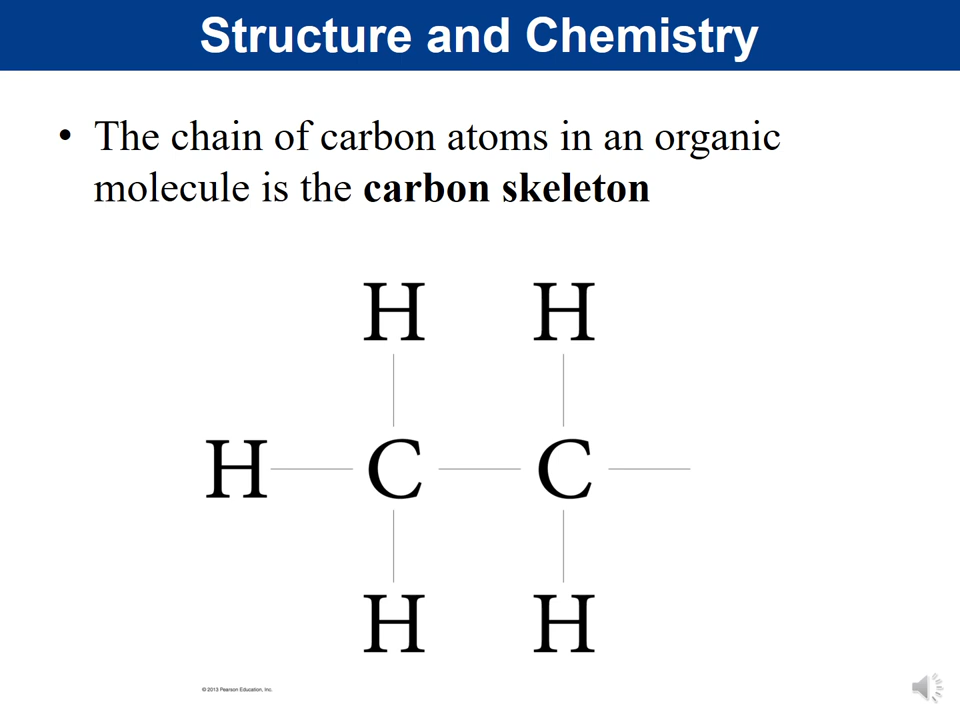 Structure and Chemistry
• The chain of carbon atoms in an organic
molecule is the carbon skeleton
H H
H C C
H H
© 2013 Pearson Education, Inc.